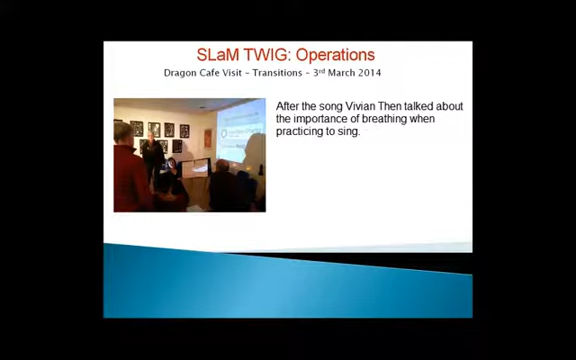 SLaM TWIG: Operations
Dragon Cafe Visit – Transitions – 3rd March 2014
After the song Vivian Then talked about
the importance of breathing when
practicing to sing.